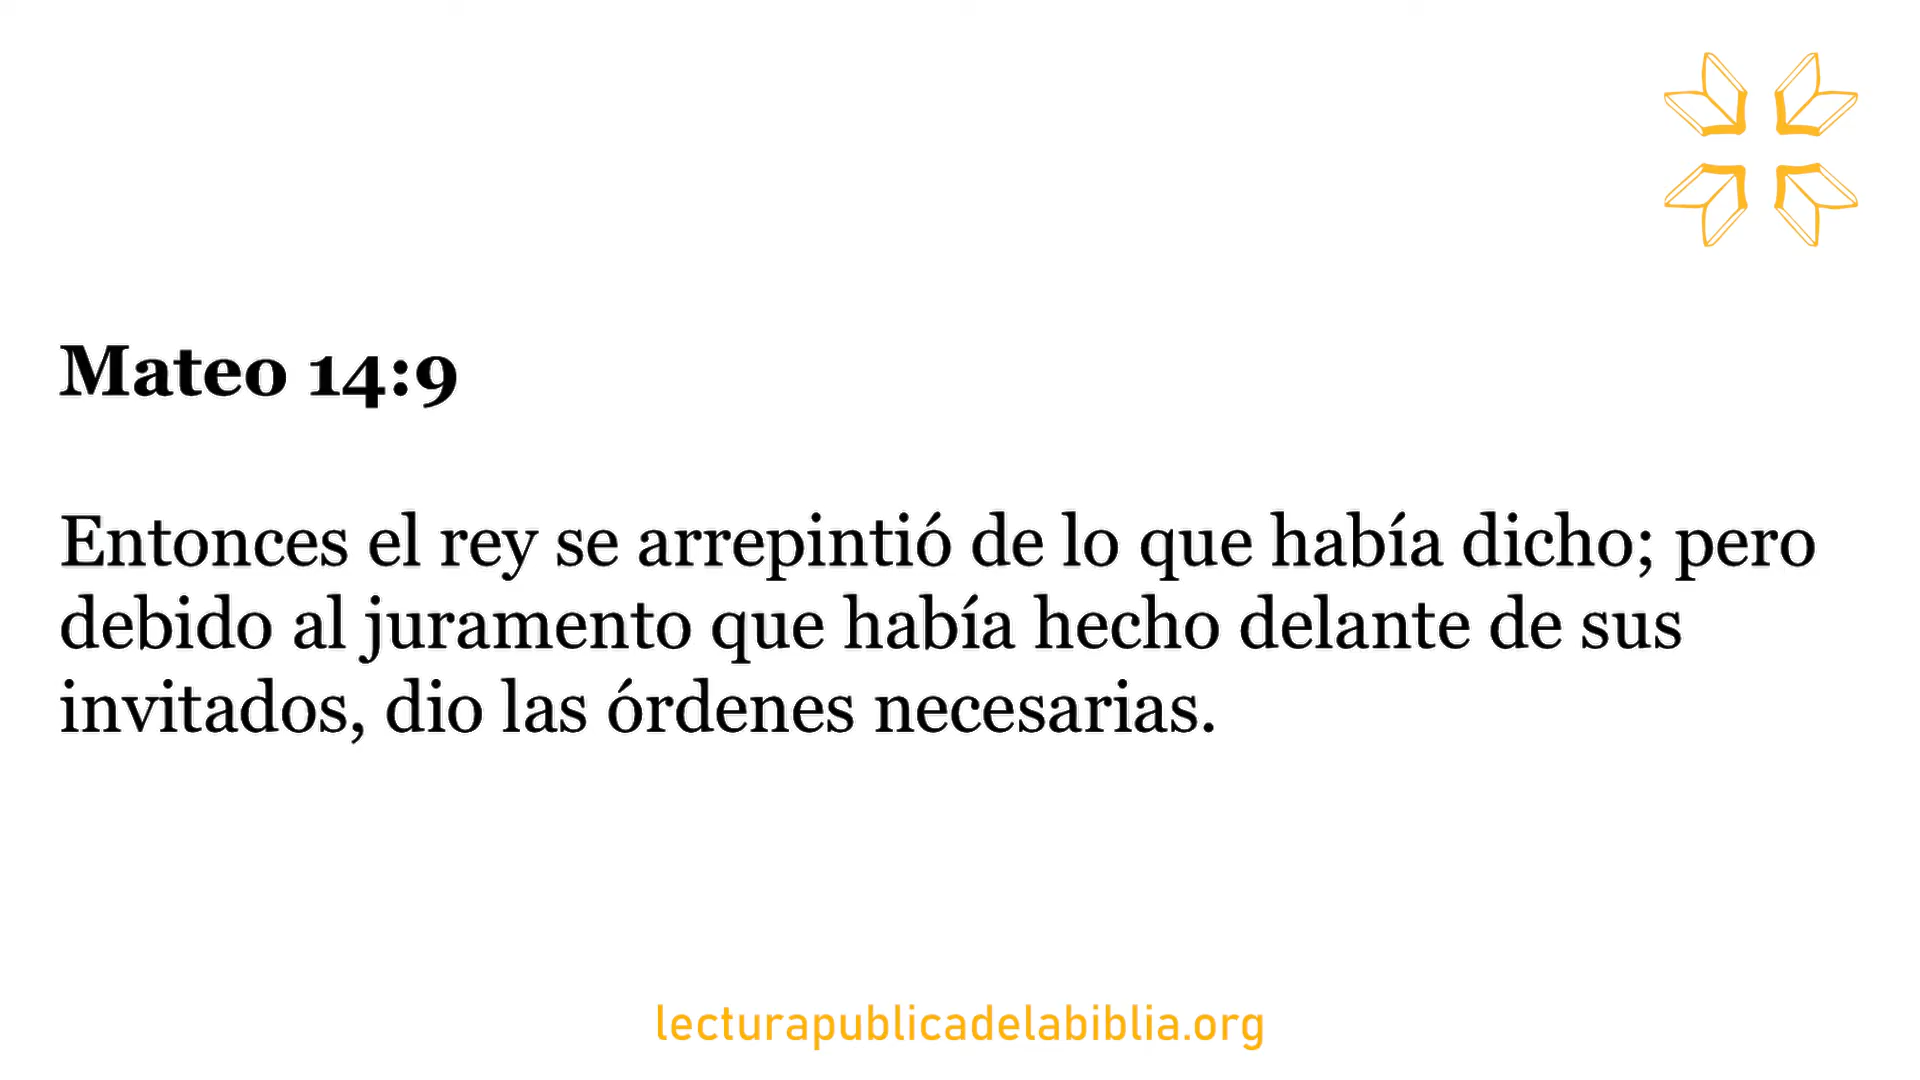 Mateo 14:9
Entonces el rey se arrepintió de lo que había dicho; pero
debido al juramento que había hecho delante de sus
invitados, dio las órdenes necesarias.
lecturapublicadelabiblia.org